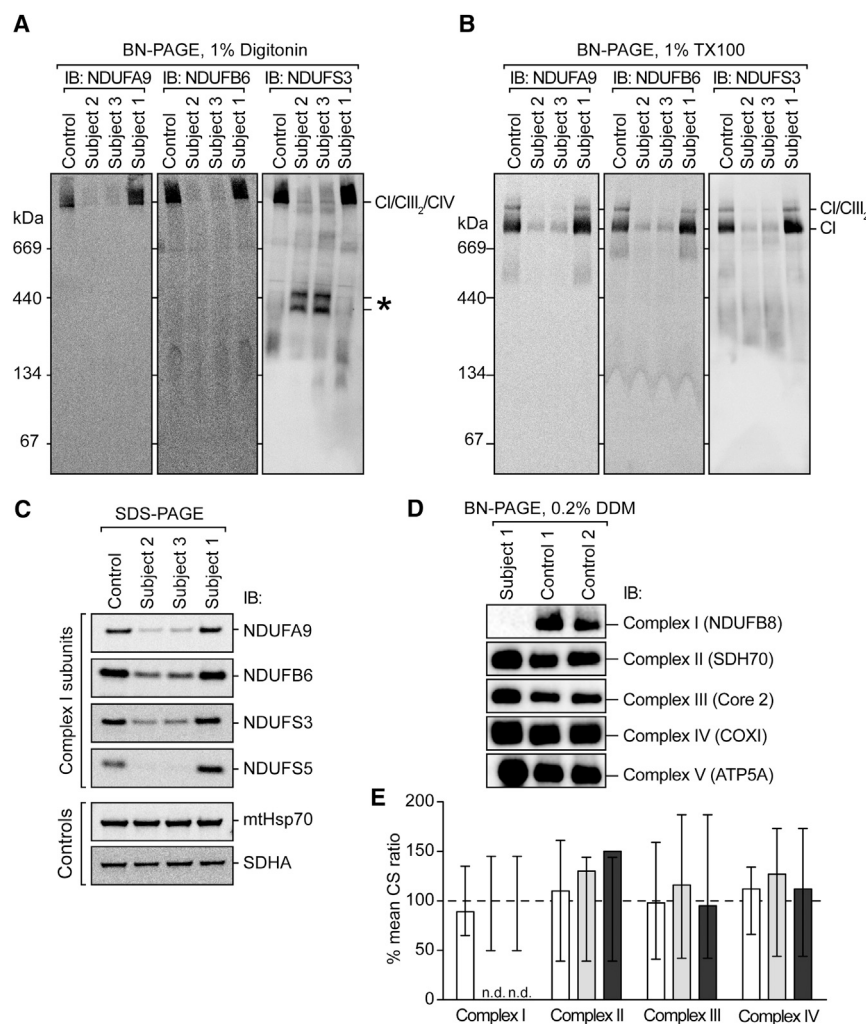 A
BN-PAGE, 1% Digitonin
IB: NDUFA9 IB: NDUFB6 IB: NDUFS3
Control Subject 2 Subject 3 Subject 1 Control Subject 2 Subject 3 Subject 1 Control Subject 2 Subject 3 Subject 1
kDa
669
440
134
67
CI/CIII2/CIV
*
B
BN-PAGE, 1% TX100
IB: NDUFA9 IB: NDUFB6 IB: NDUFS3
Control Subject 2 Subject 3 Subject 1 Control Subject 2 Subject 3 Subject 1 Control Subject 2 Subject 3 Subject 1
kDa
669
440
134
67
CI/CIII2
CI
C
SDS-PAGE
Control Subject 2 Subject 3 Subject 1
IB:
Complex I subunits
NDUFA9
NDUFB6
NDUFS3
NDUFS5
Controls
mtHsp70
SDHA
D
BN-PAGE, 0.2% DDM
Subject 1 Control 1 Control 2
IB:
Complex I (NDUFB8)
Complex II (SDH70)
Complex III (Core 2)
Complex IV (COXI)
Complex V (ATP5A)
E
% mean CS ratio
200
150
100
50
0
n.d. n.d.
Complex I Complex II Complex III Complex IV